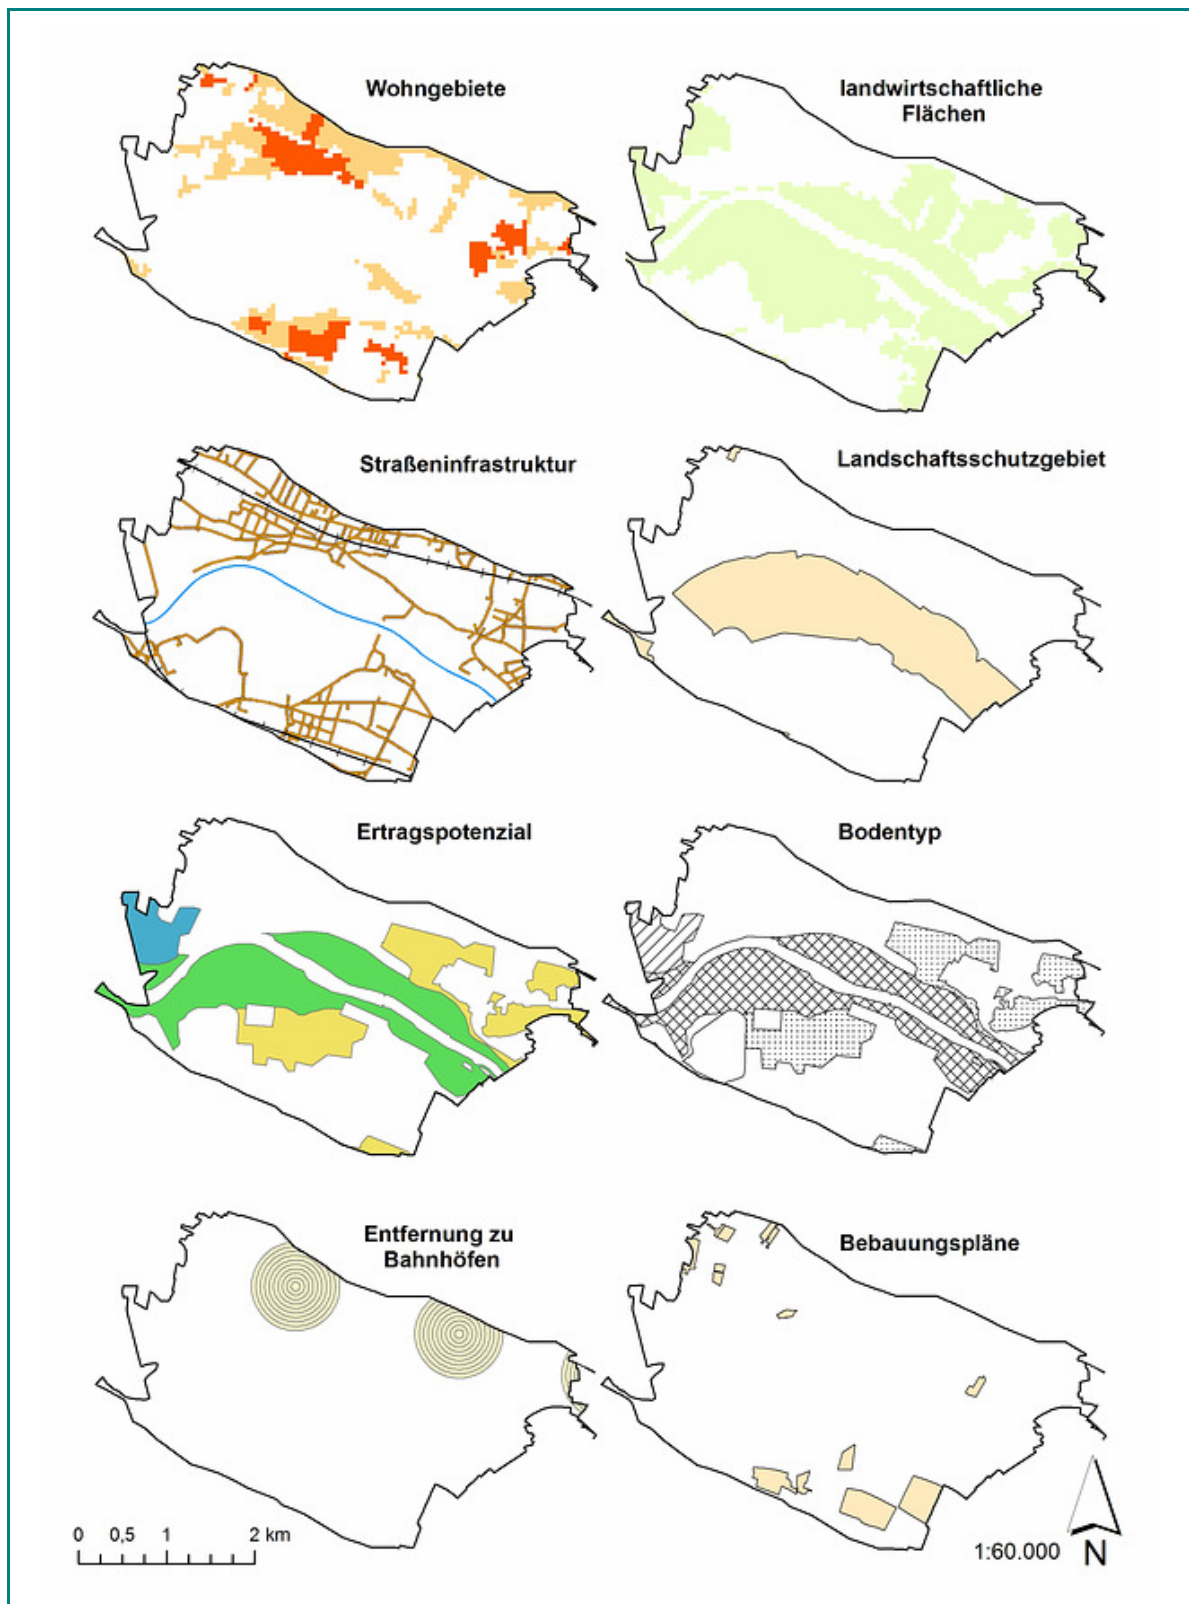 Wohngebiete
landwirtschaftliche
Flächen
Straßeninfrastruktur
Landschaftsschutzgebiet
Ertragspotenzial
Bodentyp
Entfernung zu
Bahnhöfen
Bebauungspläne
0 0,5 1 2 km
1:60.000
N